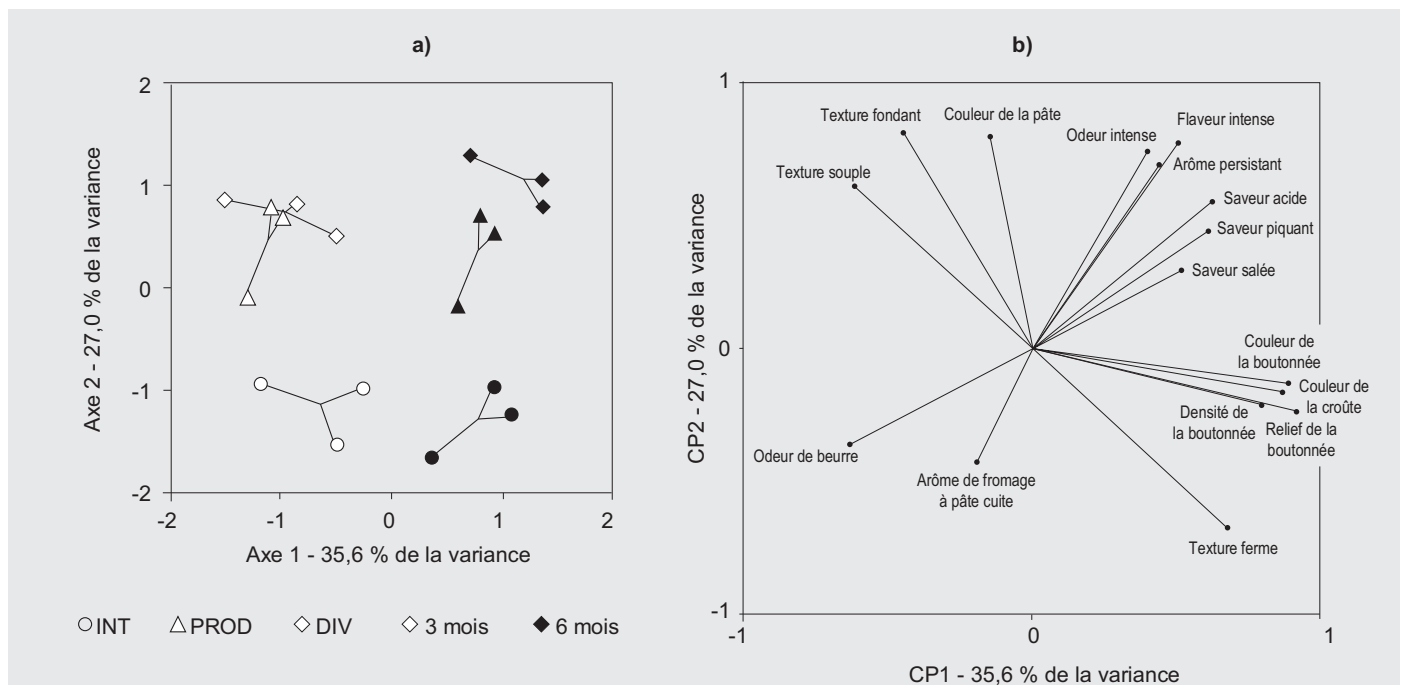 a)
2
1
0
-1
-2
-2
-1
0
1
2
Axe 2 - 27,0 % de la variance
Axe 1 - 35,6 % de la variance
INT
PROD
DIV
3 mois
6 mois
b)
1
0
-1
-1
0
1
CP2 - 27,0 % de la variance
CP1 - 35,6 % de la variance
Texture fondant
Couleur de la pâte
Texture souple
Odeur intense
Flaveur intense
Arôme persistant
Saveur acide
Saveur piquant
Saveur salée
Couleur de
la boutonnée
Couleur de
la croûte
Densité de
la boutonnée
Relief de la
boutonnée
Odeur de beurre
Arôme de fromage
à pâte cuite
Texture ferme